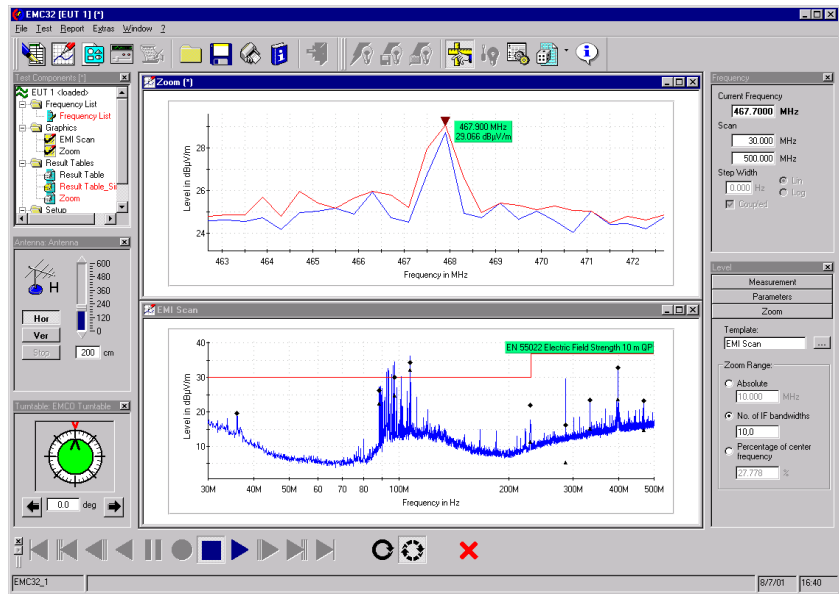 EMC32 [EUT 1] (*)
File Test Report Extras Window ?
Test Components [*]
EUT 1 <loaded>
Frequency List
Frequency List
Graphics
EMI Scan
Zoom
Result Tables
Result Table
Result Table_Sin
Zoom
Setup
Antenna: Antenna
H
600
480
360
240
120
0
Hor
Ver
Stop
200 cm
Turntable: EMCO Turntable
0.0 deg
Zoom (*)
467.900 MHz
29.066 dBµV/m
Level in dBµV/m
28
26
24
463 464 465 466 467 468 469 470 471 472
Frequency in MHz
EMI Scan
EN 55022 Electric Field Strength 10 m QP
Level in dBµV/m
40
30
20
10
30M 40M 50M 60 70 80 100M 200M 300M 400M 500M
Frequency in Hz
Frequency
Current Frequency
467.7000 MHz
Scan
30.000 MHz
500.000 MHz
Step Width
0.000 Hz
Lin
Log
Coupled
Level
Measurement
Parameters
Zoom
Template:
EMI Scan
...
Zoom Range:
Absolute
10.000 MHz
No. of IF bandwidths
10,0
Percentage of center
frequency
27.778 %
EMC32_1
8/7/01 16:40